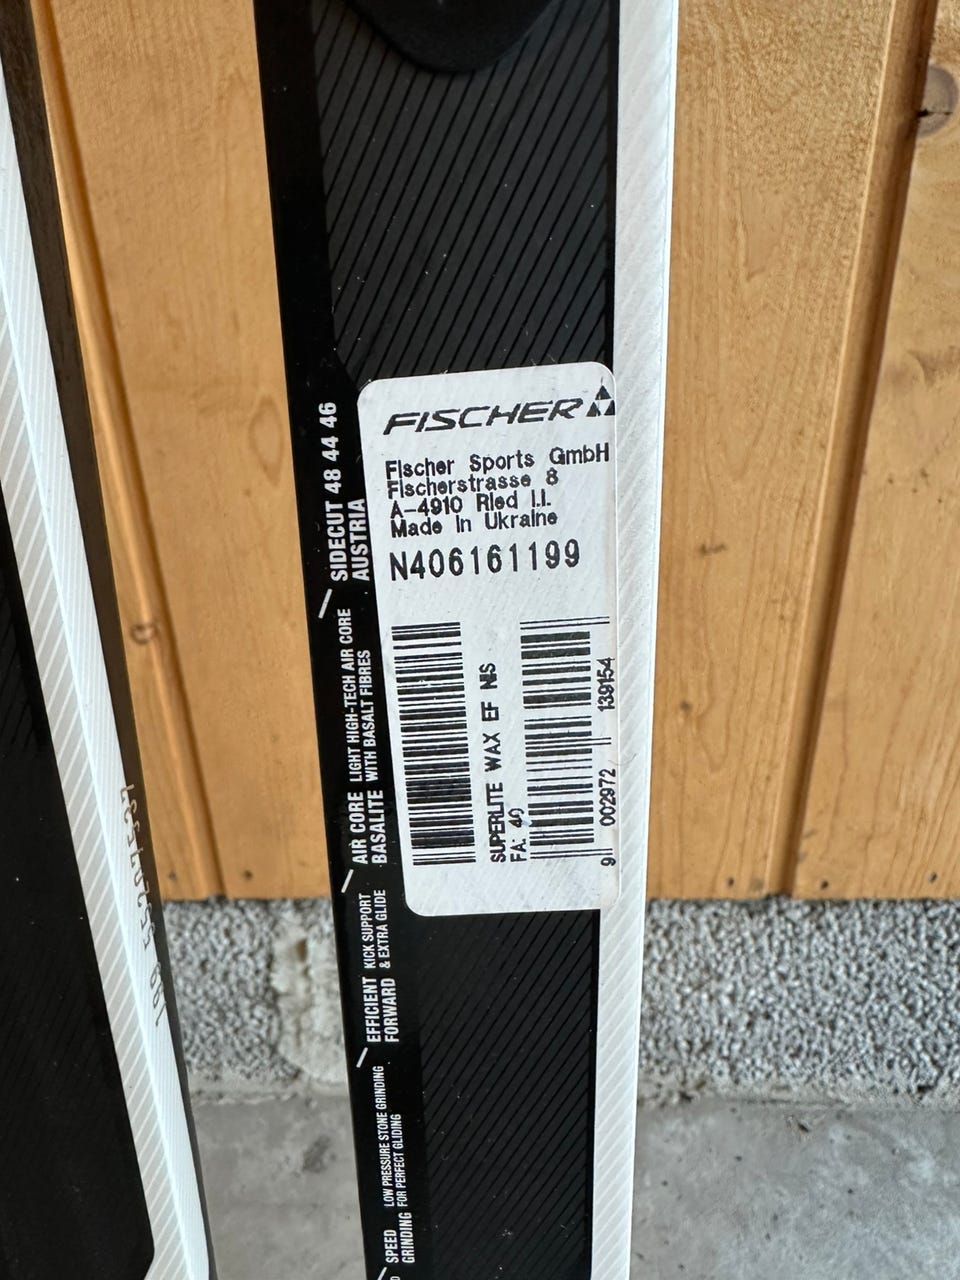 FISCHER
Fischer Sports GmbH
Fischerstrasse 8
A-4910 Ried I.I.
Made In Ukraine
N406161199
SUPERLITE WAX EF NIS
FA: 40
9 002972 139154
SIDECUT 48 44 46
AUSTRIA
AIR CORE LIGHT HIGH-TECH AIR CORE
BASALITE WITH BASALT FIBRES
EFFICIENT KICK SUPPORT
FORWARD & EXTRA GLIDE
SPEED LOW PRESSURE STONE GRINDING
GRINDING FOR PERFECT GLIDING